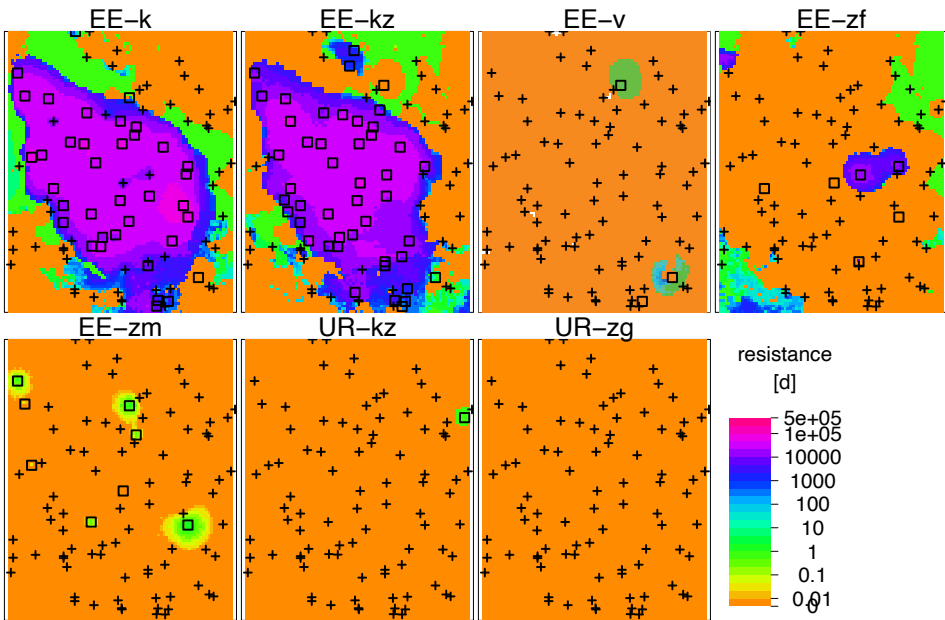 EE−k EE−kz EE−v EE−zf
EE−zm UR−kz UR−zg
resistance
[d]
5e+05
1e+05
10000
1000
100
10
1
0.1
0.01
0